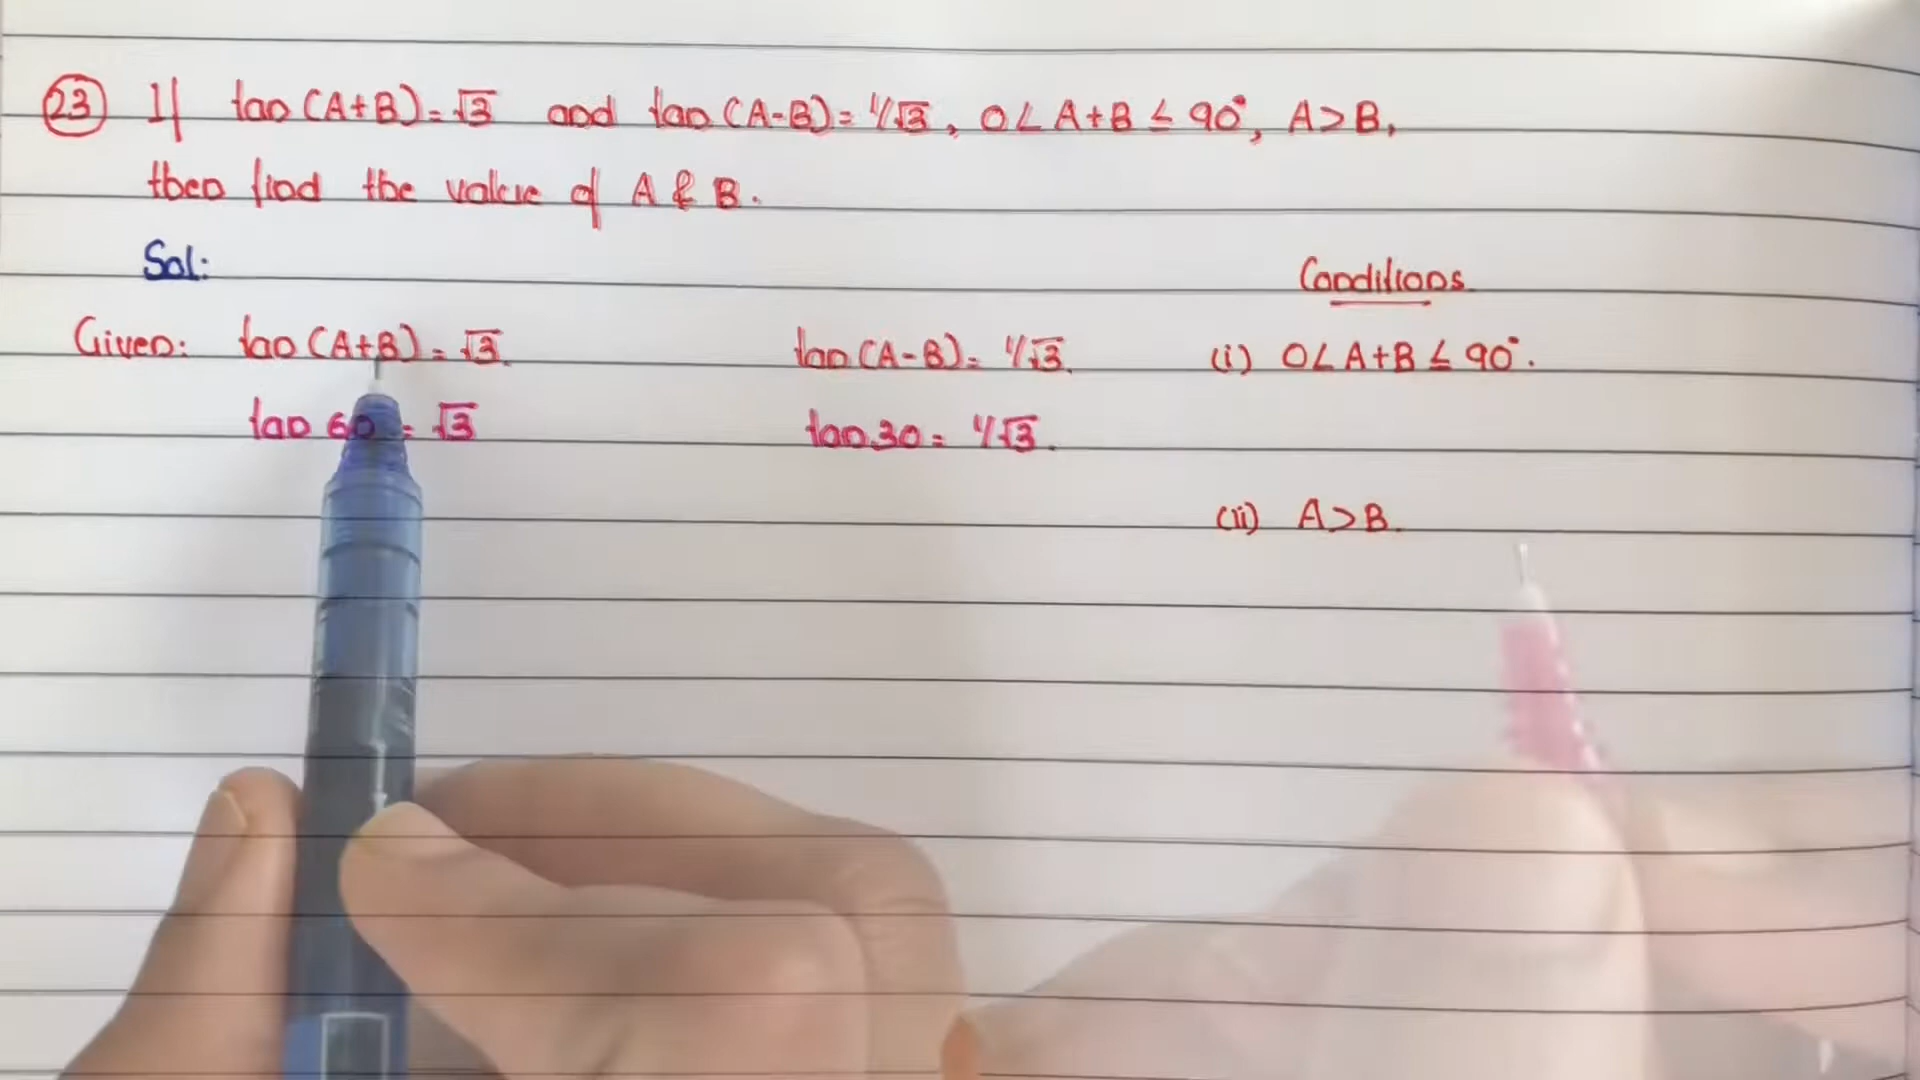 23 If tan (A+B) = √3 and tan (A-B) = 1/√3, 0 < A+B ≤ 90°, A > B,
then find the value of A & B.
Sol:
Conditions
Given: tan (A+B) = √3. tan (A-B) = 1/√3. (i) 0 < A+B ≤ 90°.
tan 60 = √3 tan 30 = 1/√3.
(ii) A > B.